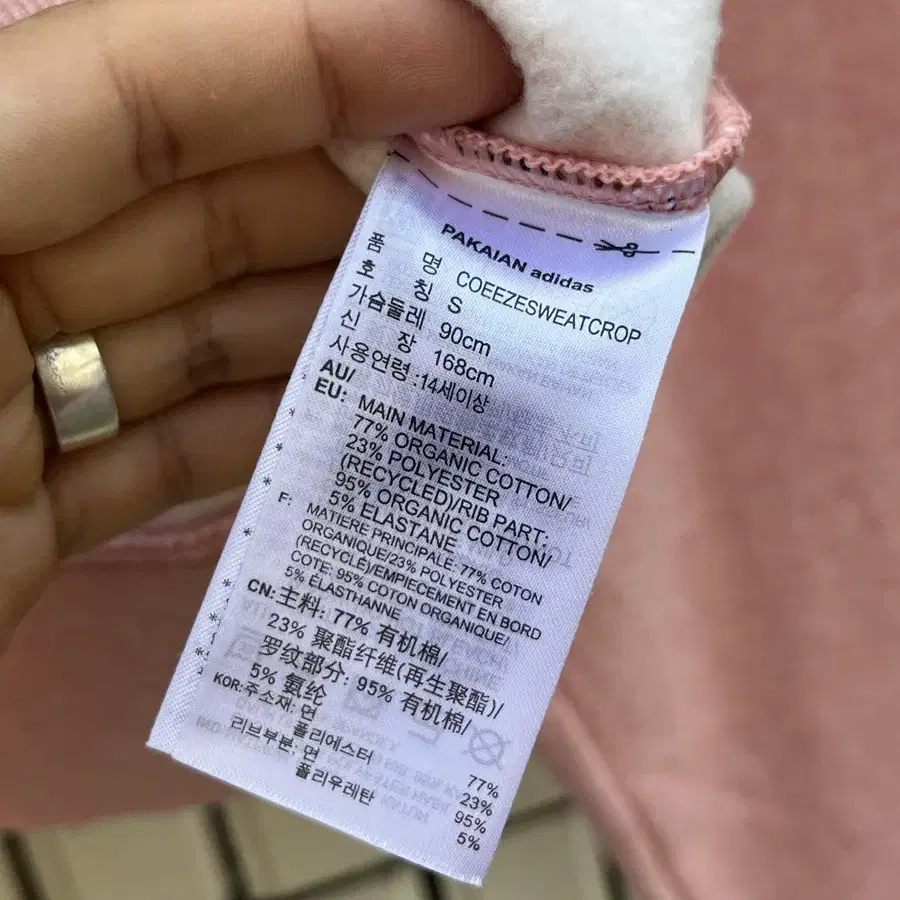 PAKAIAN adidas
품 명 COEEZESWEATCROP
호 칭 S
가슴둘레 90cm
신 장 168cm
사용연령 :14세이상
AU/
EU: MAIN MATERIAL:
77% ORGANIC COTTON/
23% POLYESTER
(RECYCLED)/RIB PART:
95% ORGANIC COTTON/
5% ELASTANE
F: MATIÈRE PRINCIPALE: 77% COTON
ORGANIQUE/23% POLYESTER
(RECYCLÉ)/EMPIECEMENT EN BORD
COTE: 95% COTON ORGANIQUE/
5% ÉLASTHANNE
CN: 主料: 77% 有机棉/
23% 聚酯纤维(再生聚酯)/
罗纹部分: 95% 有机棉/
5% 氨纶
KOR: 주소재: 면 77%
폴리에스터 23%
리브부분: 면 95%
폴리우레탄 5%